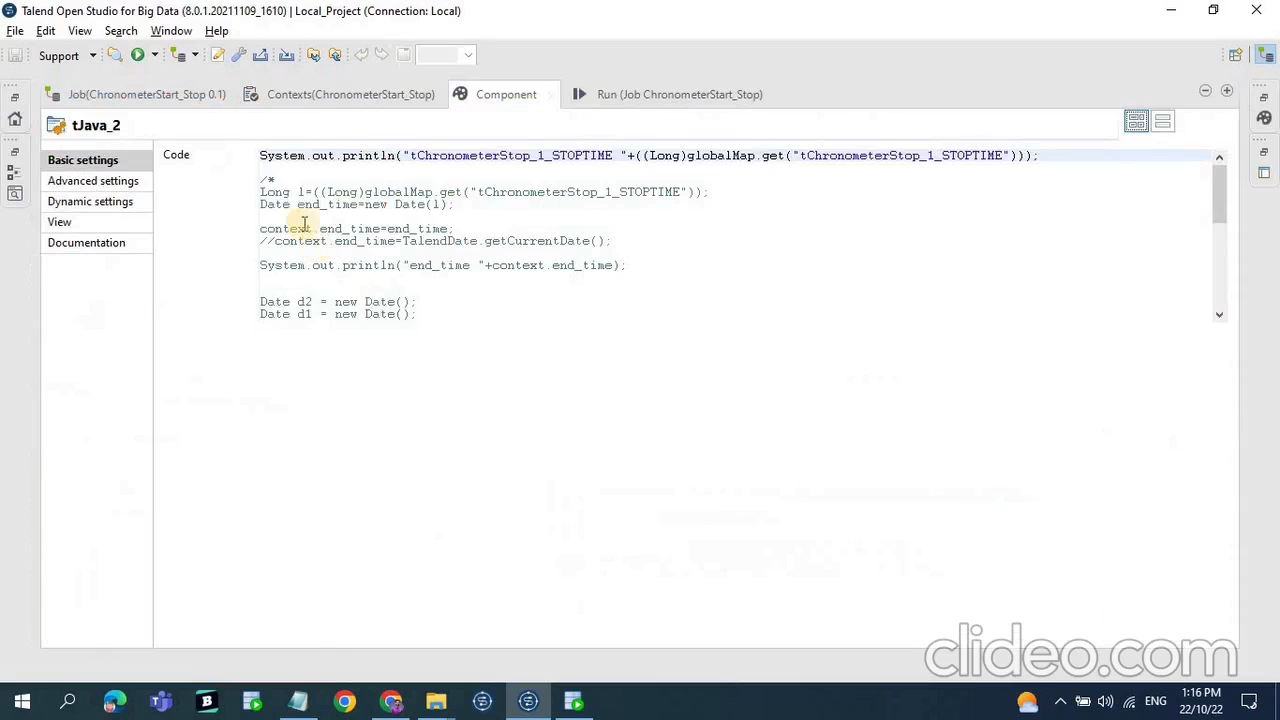 Talend Open Studio for Big Data (8.0.1.20211109_1610) | Local_Project (Connection: Local)
File Edit View Search Window Help
Support
Job(ChronometerStart_Stop 0.1) Contexts(ChronometerStart_Stop) Component Run (Job ChronometerStart_Stop)
tJava_2
Basic settings
Advanced settings
Dynamic settings
View
Documentation
Code
System.out.println("tChronometerStop_1_STOPTIME "+((Long)globalMap.get("tChronometerStop_1_STOPTIME")));
/*
Long l=((Long)globalMap.get("tChronometerStop_1_STOPTIME"));
Date end_time=new Date(l);
context.end_time=end_time;
//context.end_time=TalendDate.getCurrentDate();
System.out.println("end_time "+context.end_time);
Date d2 = new Date();
Date d1 = new Date();
clideo.com
ENG
1:16 PM
22/10/22